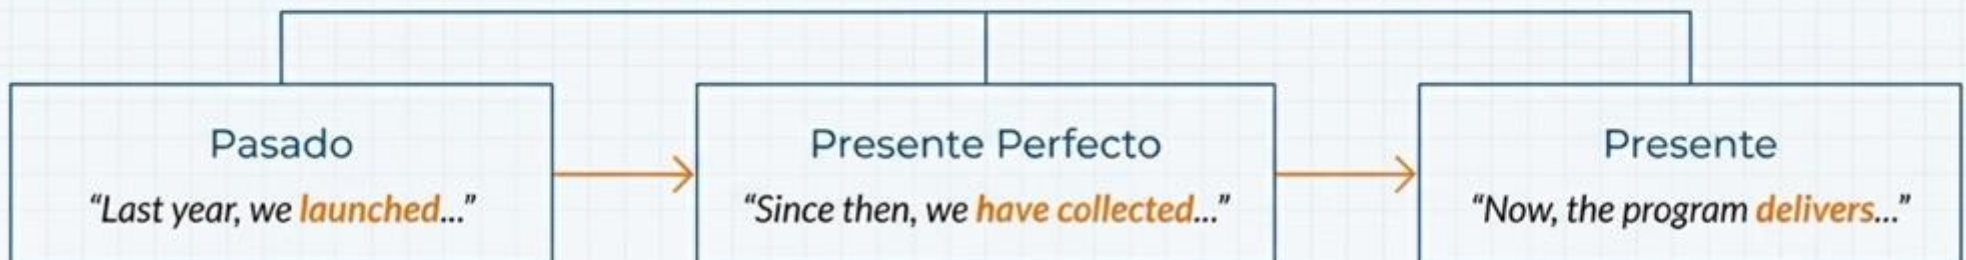 Pasado
“Last year, we launched...”
Presente Perfecto
“Since then, we have collected...”
Presente
“Now, the program delivers...”